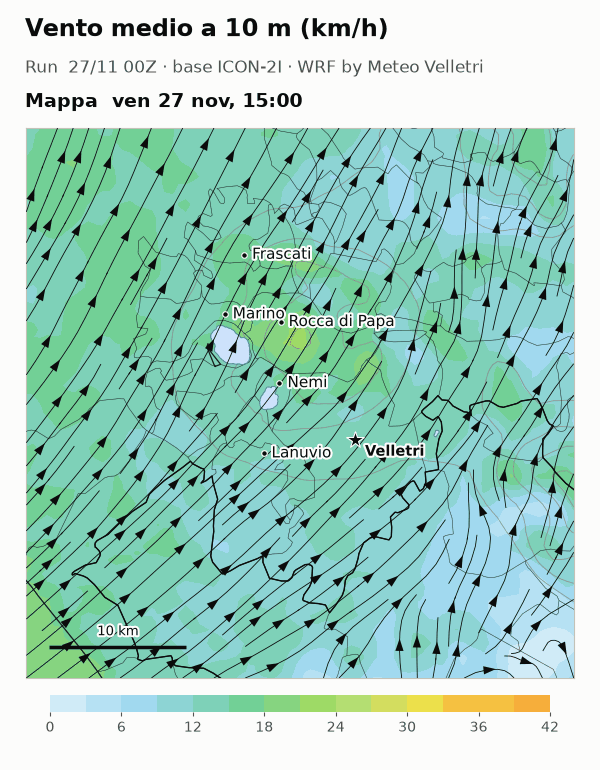 Vento medio a 10 m (km/h)
Run 27/11 00Z · base ICON-2I · WRF by Meteo Velletri
Mappa ven 27 nov, 15:00
Frascati
Marino
Rocca di Papa
Nemi
Velletri
Lanuvio
10 km
0 6 12 18 24 30 36 42